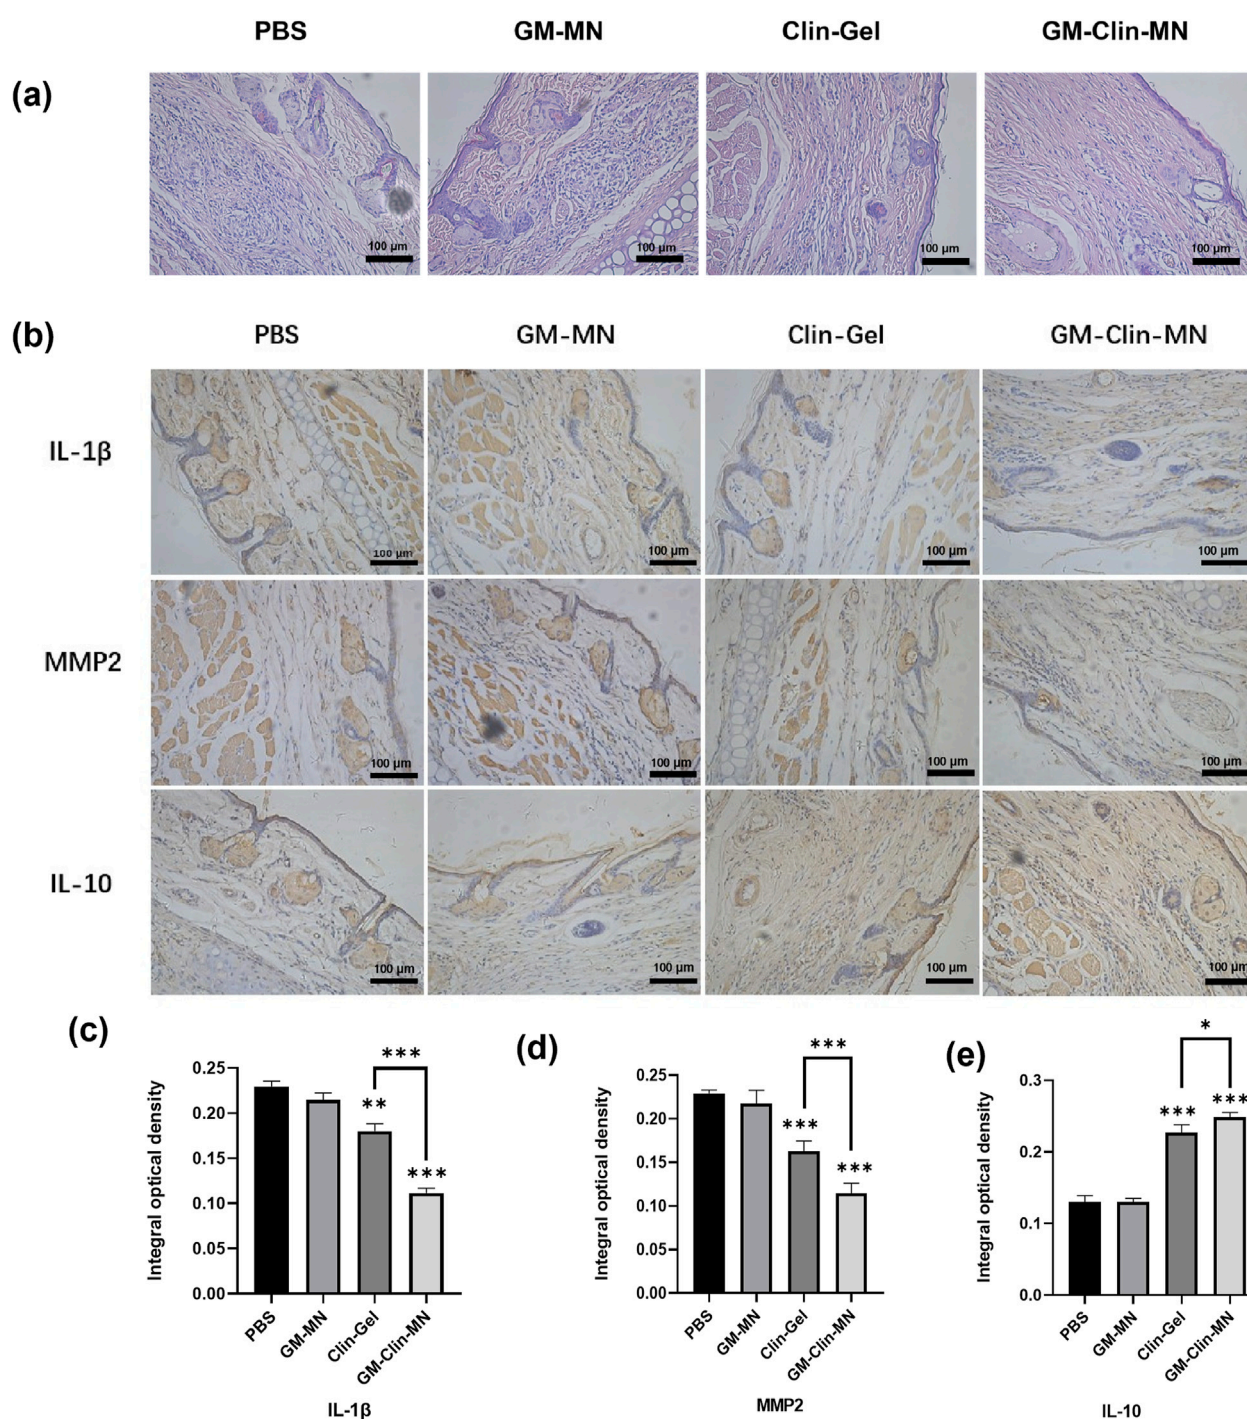 PBS GM-MN Clin-Gel GM-Clin-MN
(a)
100 µm 100 µm 100 µm 100 µm
(b)
PBS GM-MN Clin-Gel GM-Clin-MN
IL-1β
100 µm 100 µm 100 µm 100 µm
MMP2
100 µm 100 µm 100 µm 100 µm
IL-10
100 µm 100 µm 100 µm 100 µm
(c)
Integral optical density
0.25
0.20
0.15
0.10
0.05
0.00
***
**
***
PBS GM-MN Clin-Gel GM-Clin-MN
IL-1β
(d)
Integral optical density
0.25
0.20
0.15
0.10
0.05
0.00
***
***
***
PBS GM-MN Clin-Gel GM-Clin-MN
MMP2
(e)
Integral optical density
0.3
0.2
0.1
0.0
*
***
***
PBS GM-MN Clin-Gel GM-Clin-MN
IL-10